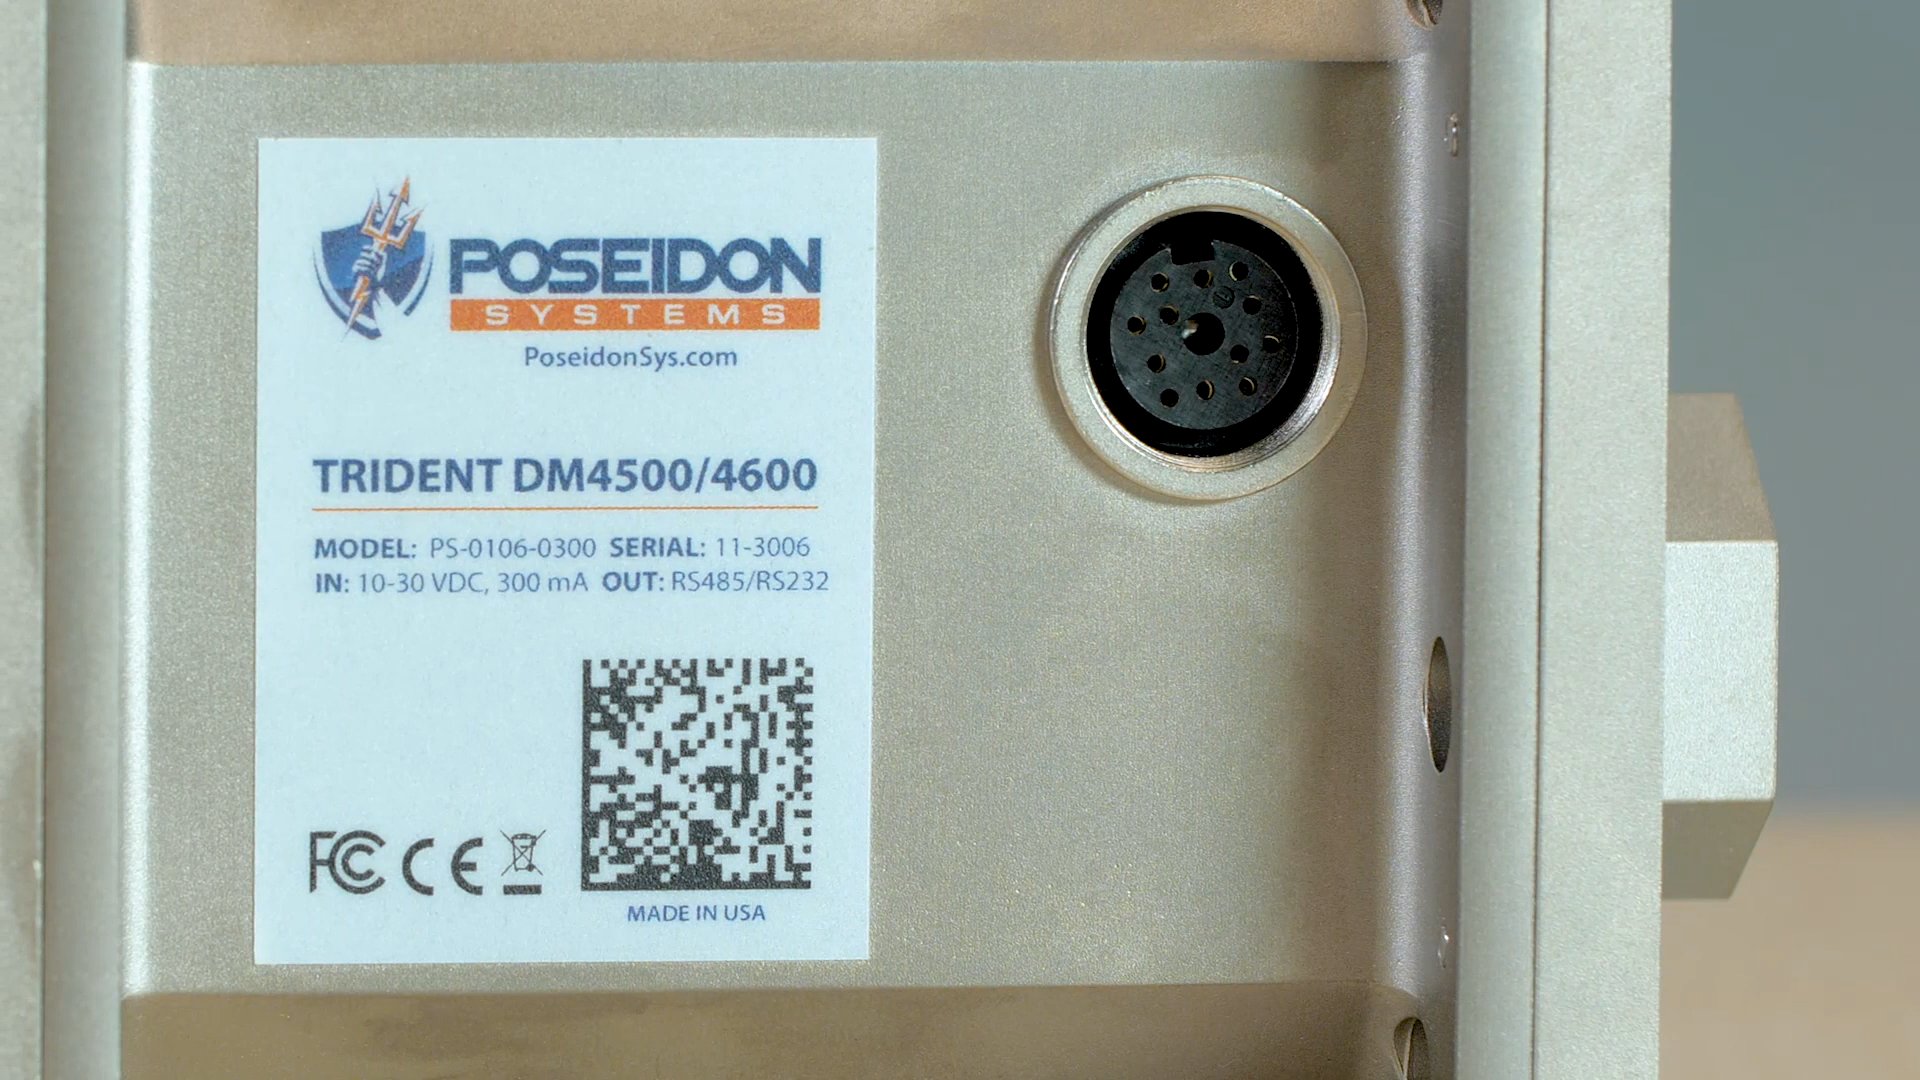 POSEIDON
SYSTEMS
PoseidonSys.com
TRIDENT DM4500/4600
MODEL: PS-0106-0300 SERIAL: 11-3006
IN: 10-30 VDC, 300 mA OUT: RS485/RS232
FC CE
MADE IN USA